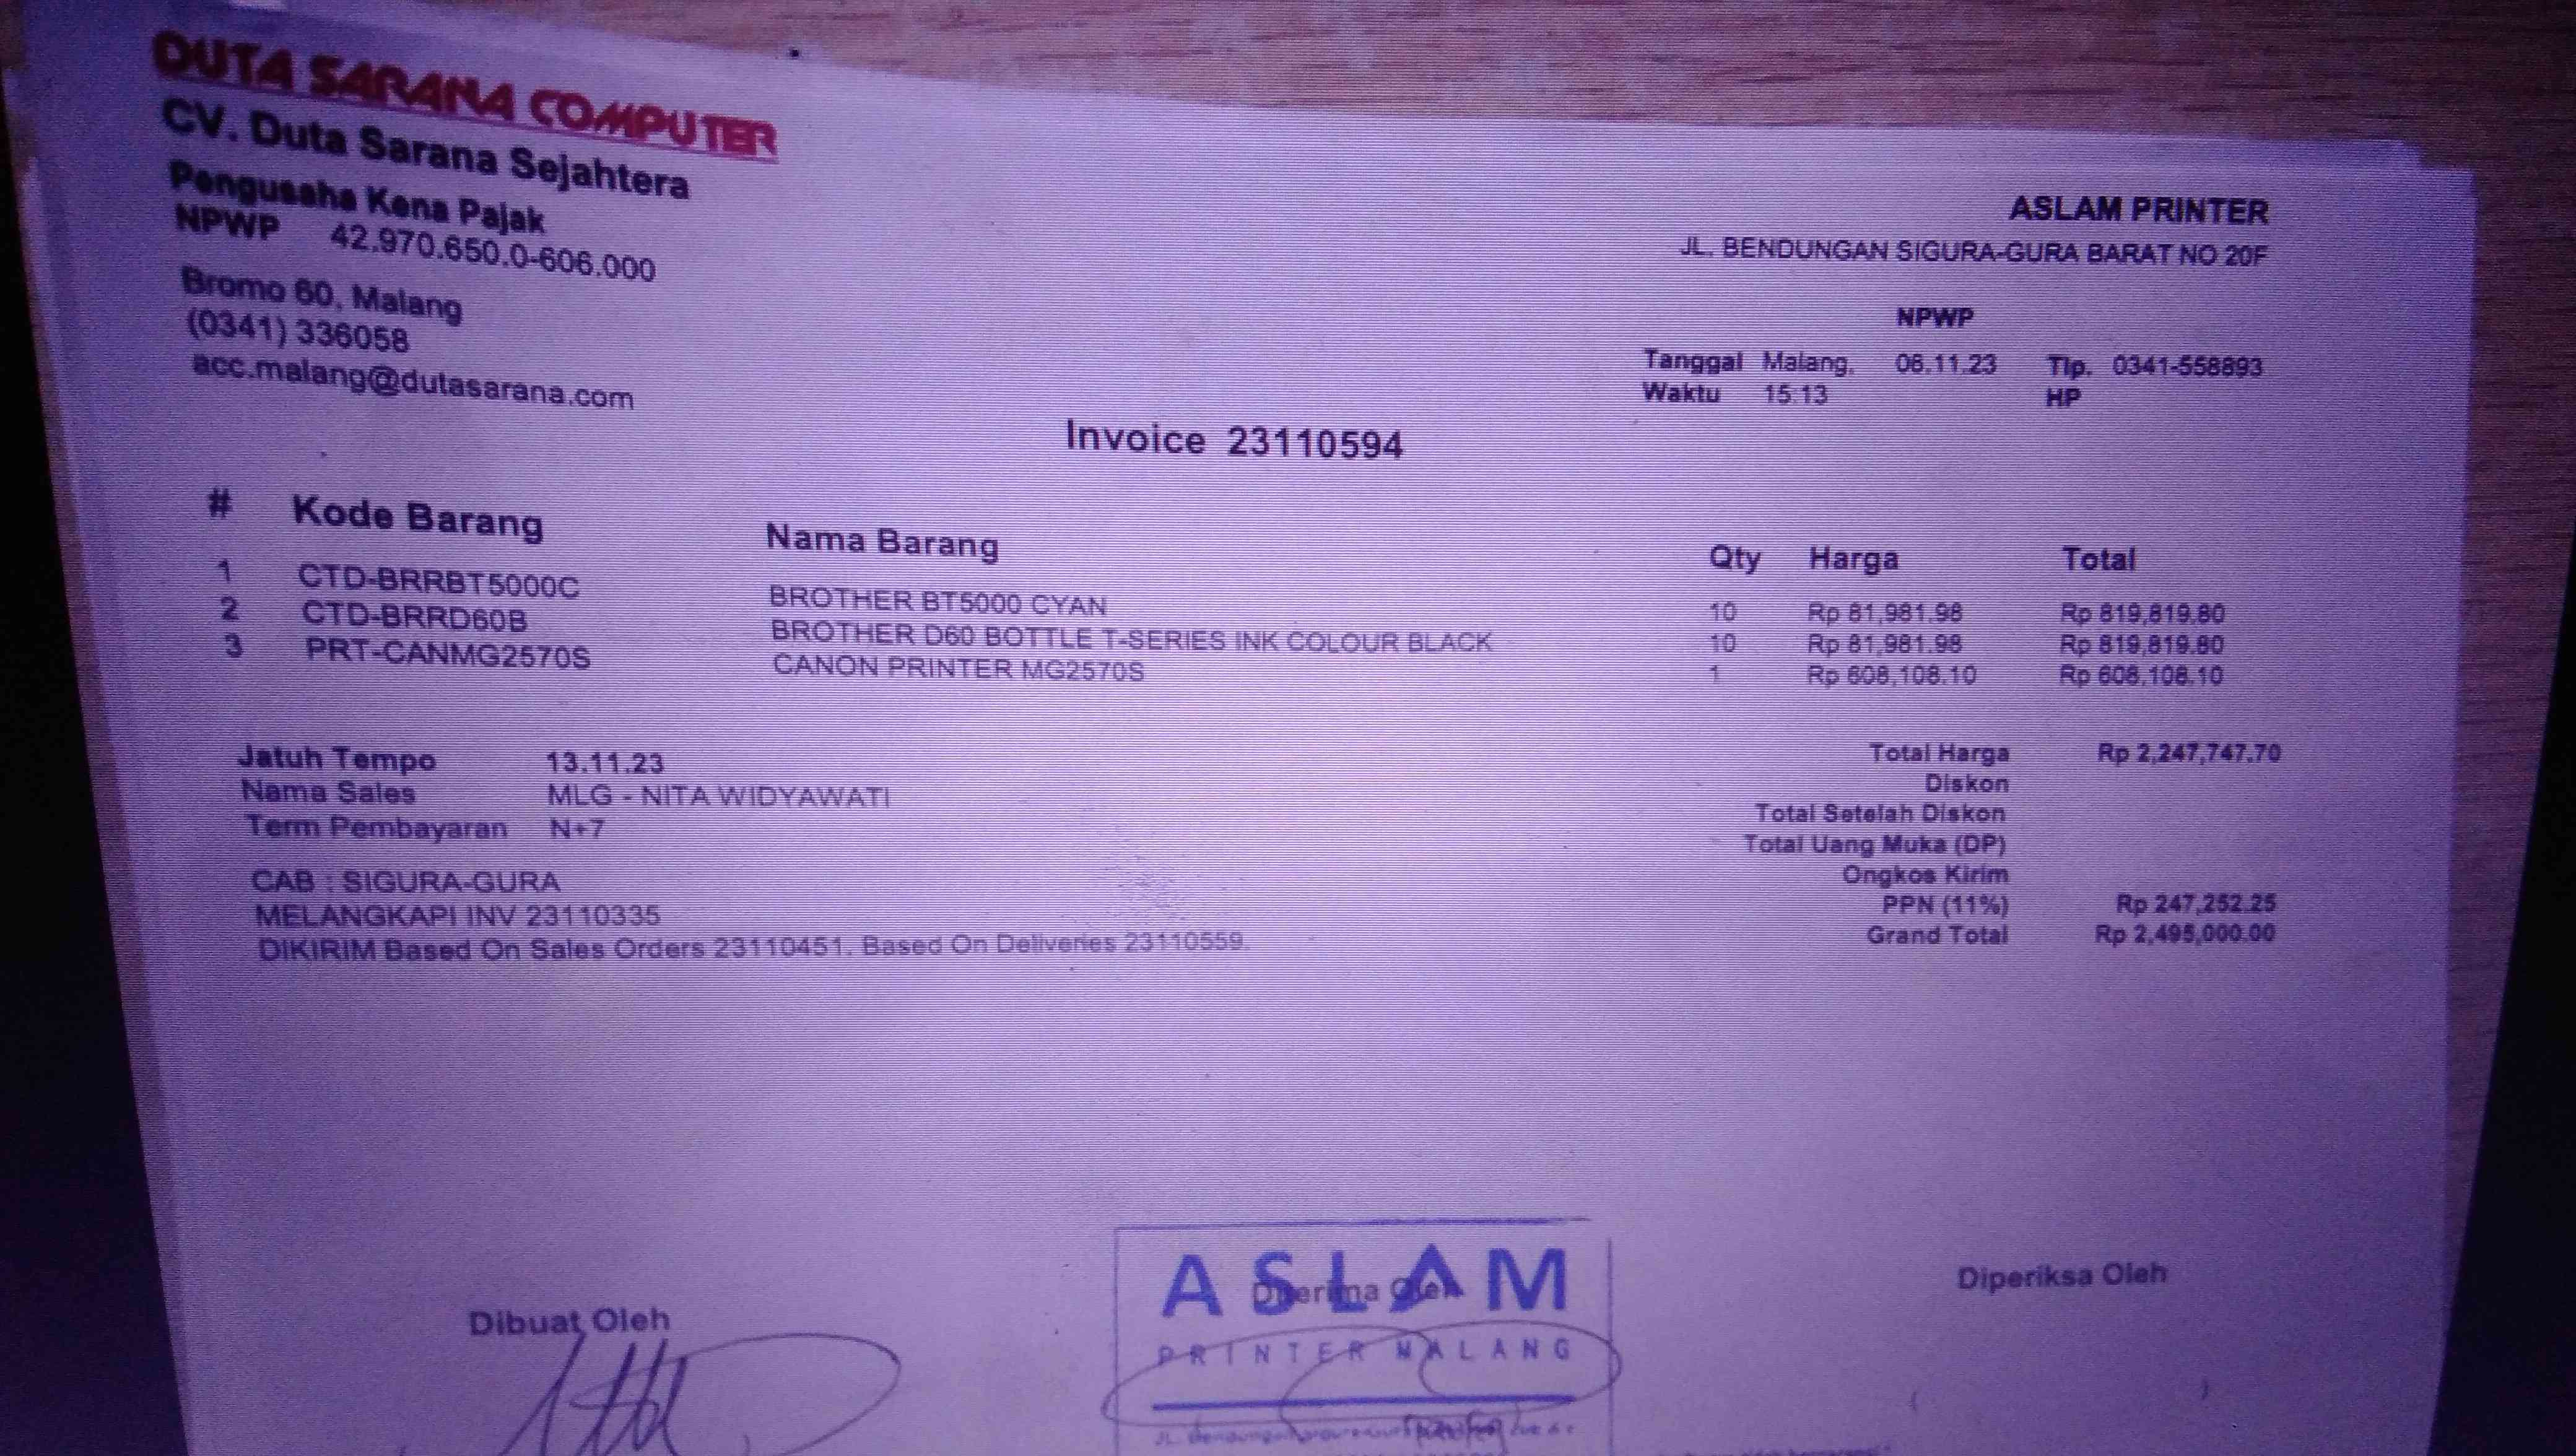 DUTA SARANA COMPUTER
CV. Duta Sarana Sejahtera
Pengusaha Kena Pajak
NPWP 42.970.650.0-606.000
Bromo 60, Malang
(0341) 336058
acc.malang@dutasarana.com
ASLAM PRINTER
JL. BENDUNGAN SIGURA-GURA BARAT NO 20F
NPWP
Tanggal Malang, 06.11.23 Tlp. 0341-558893
Waktu 15:13 HP
Invoice 23110594
# Kode Barang Nama Barang Qty Harga Total
1 CTD-BRRBT5000C BROTHER BT5000 CYAN 10 Rp 81,981.98 Rp 819,819.80
2 CTD-BRRD60B BROTHER D60 BOTTLE T-SERIES INK COLOUR BLACK 10 Rp 81,981.98 Rp 819,819.80
3 PRT-CANMG2570S CANON PRINTER MG2570S 1 Rp 608,108.10 Rp 608,108.10
Jatuh Tempo 13.11.23
Nama Sales MLG - NITA WIDYAWATI
Term Pembayaran N+7
CAB : SIGURA-GURA
MELANGKAPI INV 23110335
DIKIRIM Based On Sales Orders 23110451. Based On Deliveries 23110559.
Total Harga Rp 2,247,747.70
Diskon
Total Setelah Diskon
Total Uang Muka (DP)
Ongkos Kirim
PPN (11%) Rp 247,252.25
Grand Total Rp 2,495,000.00
Dibuat Oleh
Diterima Oleh
Diperiksa Oleh
ASLAM
PRINTER MALANG